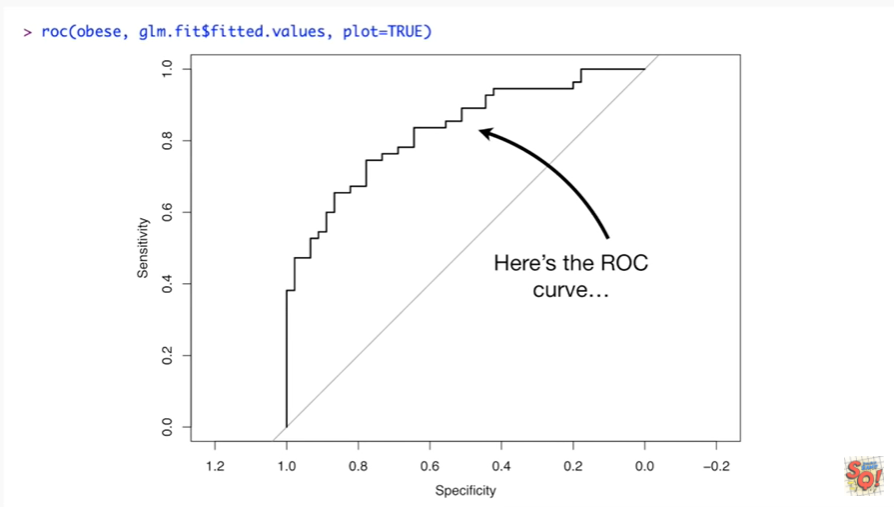 > roc(obese, glm.fit$fitted.values, plot=TRUE)
1.0
0.8
0.6
0.4
0.2
0.0
Sensitivity
Here’s the ROC
curve…
1.2 1.0 0.8 0.6 0.4 0.2 0.0 −0.2
Specificity
SQ!